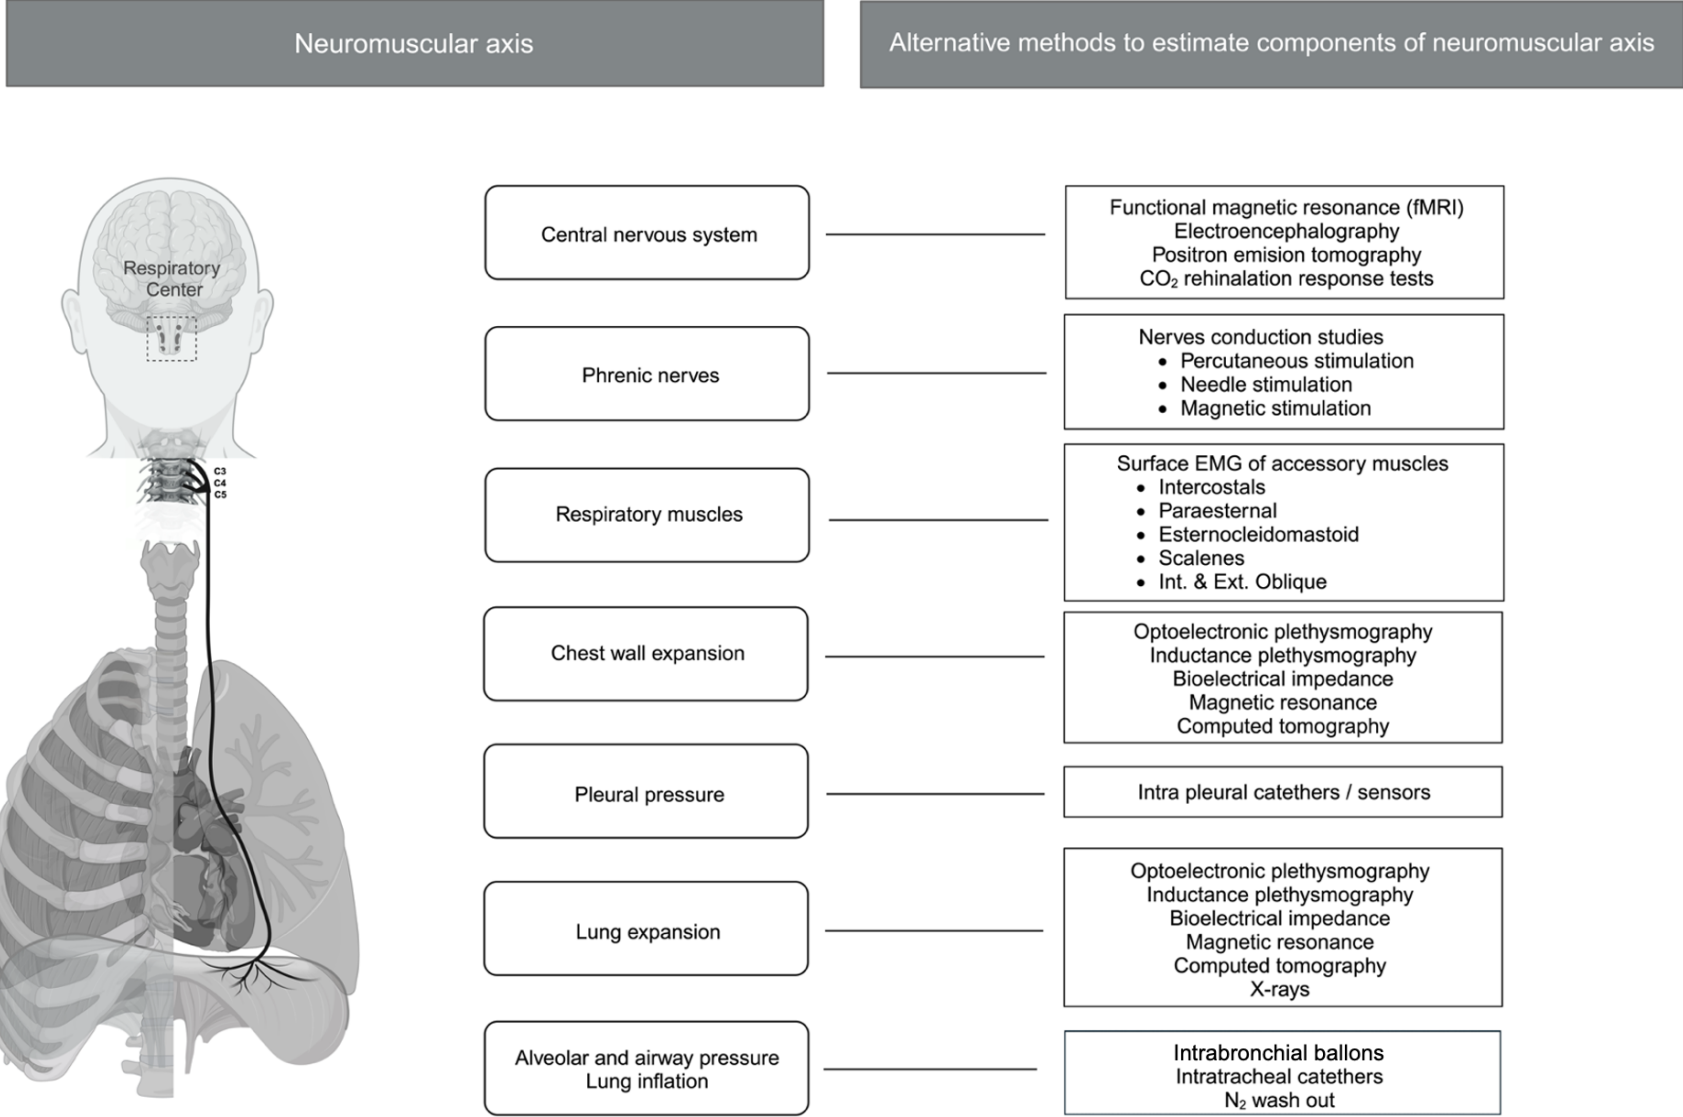 Neuromuscular axis
Alternative methods to estimate components of neuromuscular axis
Respiratory
Center
C3
C4
C5
Central nervous system
Functional magnetic resonance (fMRI)
Electroencephalography
Positron emision tomography
CO₂ rehinalation response tests
Phrenic nerves
Nerves conduction studies
• Percutaneous stimulation
• Needle stimulation
• Magnetic stimulation
Respiratory muscles
Surface EMG of accessory muscles
• Intercostals
• Paraesternal
• Esternocleidomastoid
• Scalenes
• Int. & Ext. Oblique
Chest wall expansion
Optoelectronic plethysmography
Inductance plethysmography
Bioelectrical impedance
Magnetic resonance
Computed tomography
Pleural pressure
Intra pleural catethers / sensors
Lung expansion
Optoelectronic plethysmography
Inductance plethysmography
Bioelectrical impedance
Magnetic resonance
Computed tomography
X-rays
Alveolar and airway pressure
Lung inflation
Intrabronchial ballons
Intratracheal catethers
N₂ wash out